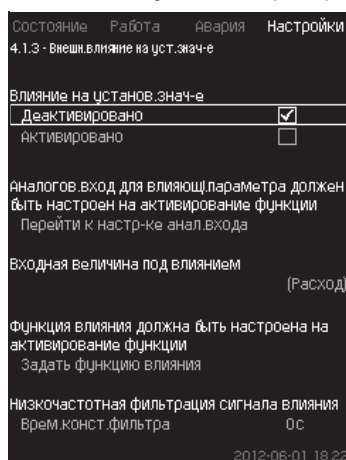 Состояние Работа Авария Настройки
4.1.3 - Внешн.влияние на уст.знач-е
Влияние на установ.знач-е
Деактивировано
Активировано
Аналогов.вход для влияющ.параметра должен
быть настроен на активирование функции
Перейти к настр-ке анал.входа
Входная величина под влиянием
(Расход)
Функция влияния должна быть настроена на
активирование функции
Задать функцию влияния
Низкочастотная фильтрация сигнала влияния
Врем.конст.фильтра 0с
2012-06-01 18:22